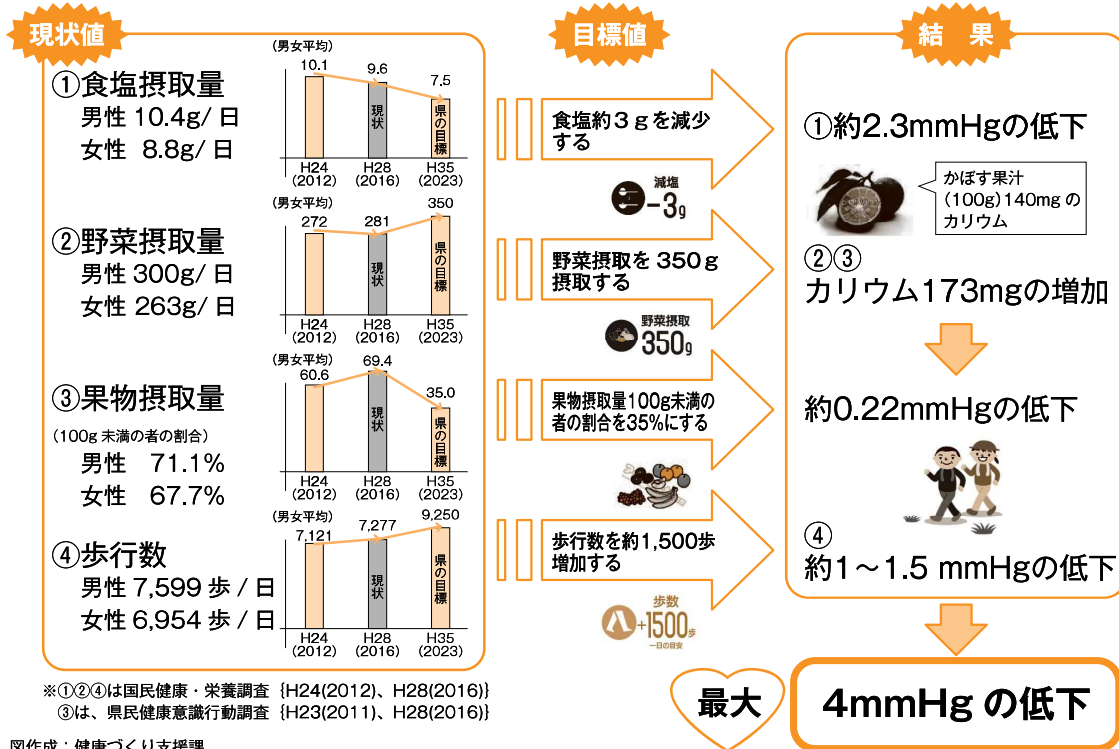 現状値
①食塩摂取量
男性 10.4g/ 日
女性 8.8g/ 日
(男女平均)
10.1
9.6
7.5
現状
県の目標
H24
(2012)
H28
(2016)
H35
(2023)
②野菜摂取量
男性 300g/ 日
女性 263g/ 日
(男女平均)
272
281
350
現状
県の目標
H24
(2012)
H28
(2016)
H35
(2023)
③果物摂取量
(100g 未満の者の割合)
男性 71.1%
女性 67.7%
(男女平均)
60.6
69.4
35.0
現状
県の目標
H24
(2012)
H28
(2016)
H35
(2023)
④歩行数
男性 7,599 歩 / 日
女性 6,954 歩 / 日
(男女平均)
7,121
7,277
9,250
現状
県の目標
H24
(2012)
H28
(2016)
H35
(2023)
※①②④は国民健康・栄養調査 {H24(2012)、H28(2016)}
③は、県民健康意識行動調査 {H23(2011)、H28(2016)}
図作成：健康づくり支援課
目標値
食塩約３ｇを減少
する
減塩
-3g
野菜摂取を 350ｇ
摂取する
野菜摂取
350g
果物摂取量100g未満の
者の割合を35%にする
歩行数を約1,500歩
増加する
歩数
+1500歩
一日の目安
結 果
①約2.3mmHgの低下
かぼす果汁
(100g)140mg の
カリウム
②③
カリウム173mgの増加
約0.22mmHgの低下
④
約1～1.5 mmHgの低下
最大
4mmHg の低下